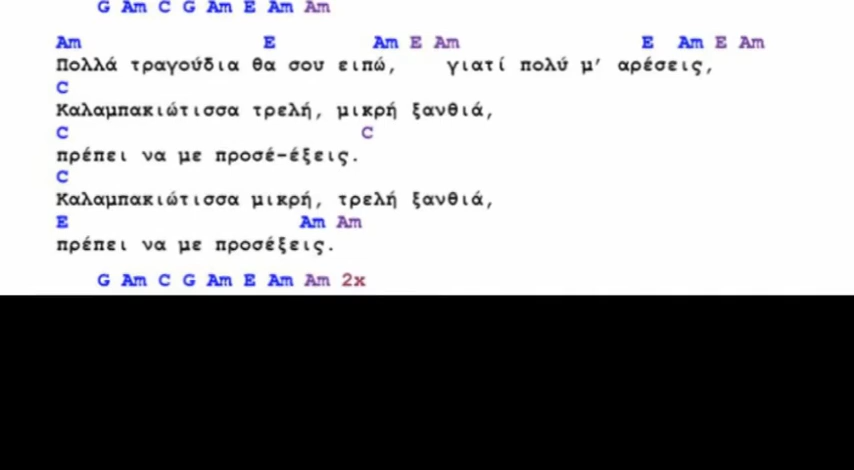 G Am C G Am E Am Am
Am E Am E Am E Am E Am
Πολλά τραγούδια θα σου ειπώ, γιατί πολύ μ’ αρέσεις,
C
Καλαμπακιώτισσα τρελή, μικρή ξανθιά,
C C
πρέπει να με προσέ-έξεις.
C
Καλαμπακιώτισσα μικρή, τρελή ξανθιά,
E Am Am
πρέπει να με προσέξεις.
G Am C G Am E Am Am 2x